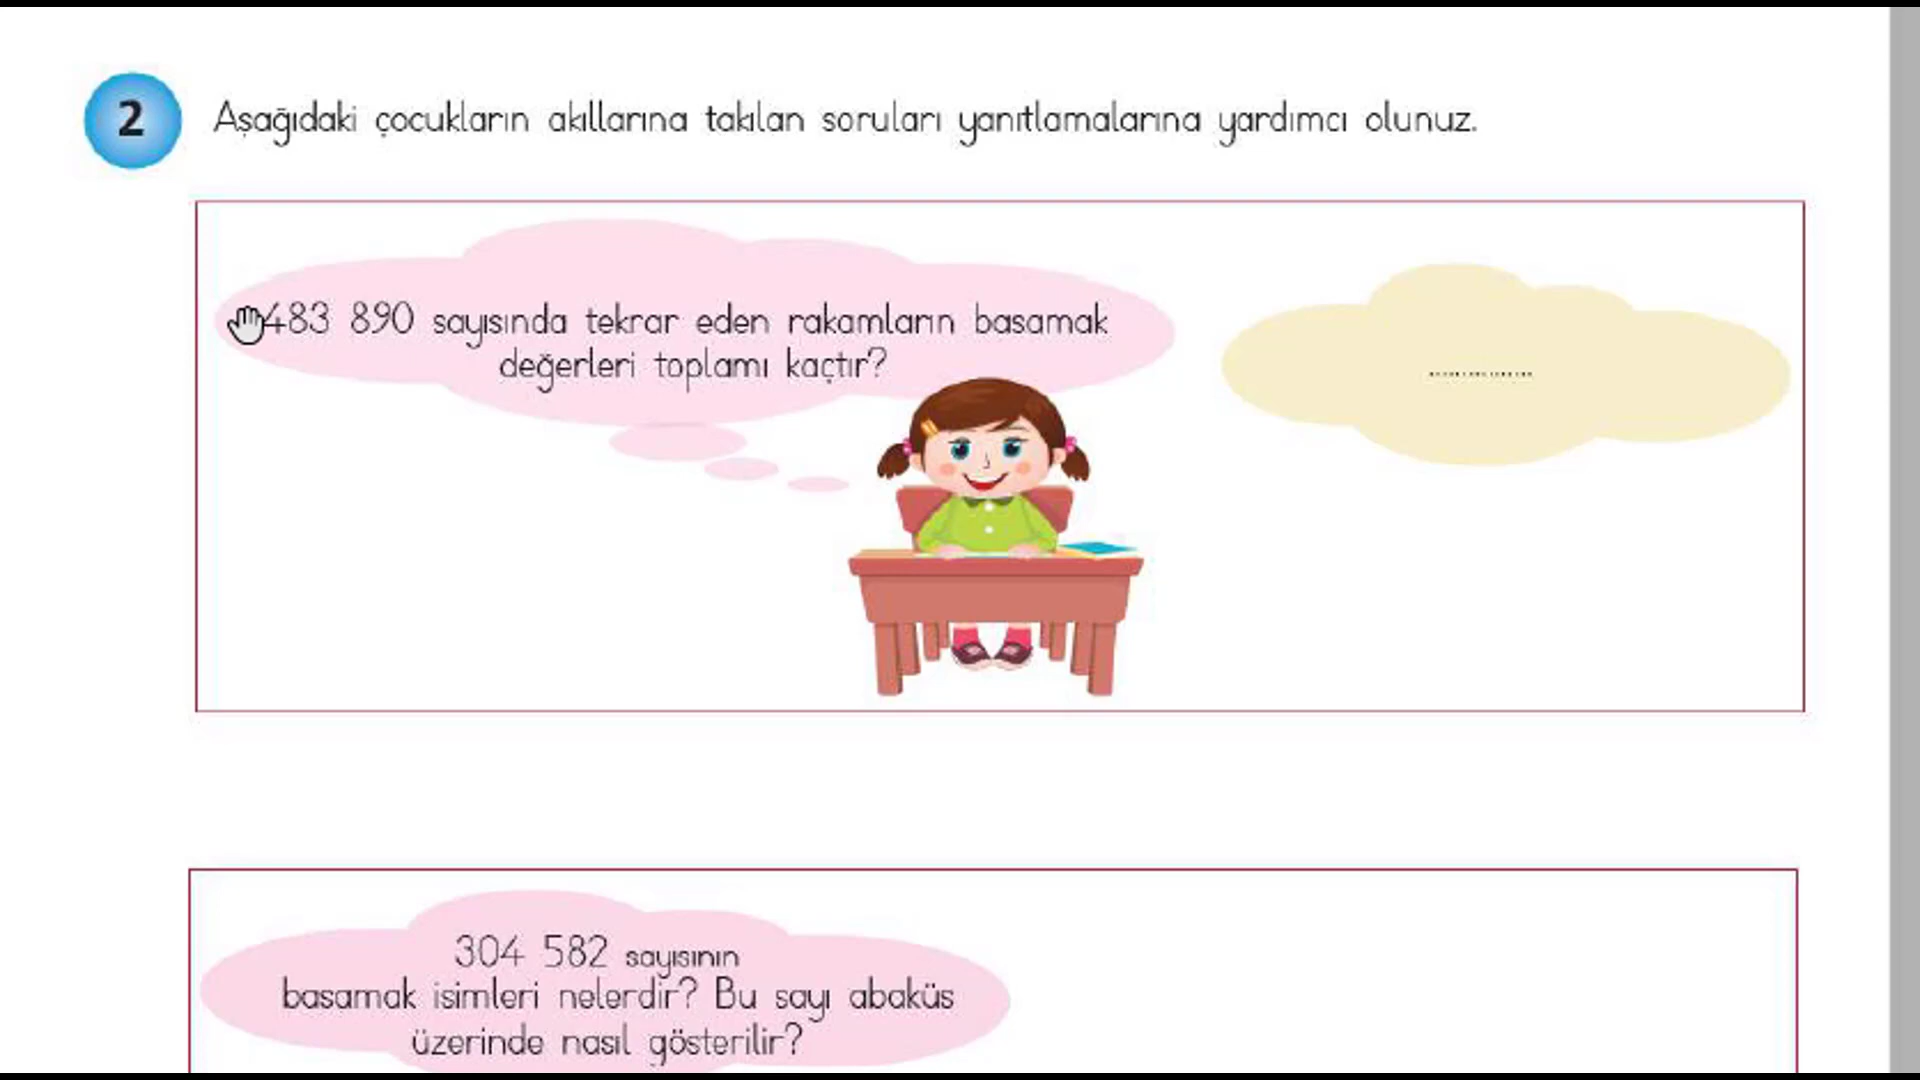 2
Aşağıdaki çocukların akıllarına takılan soruları yanıtlamalarına yardımcı olunuz.
483 890 sayısında tekrar eden rakamların basamak
değerleri toplamı kaçtır?
..................
304 582 sayısının
basamak isimleri nelerdir? Bu sayı abaküs
üzerinde nasıl gösterilir?